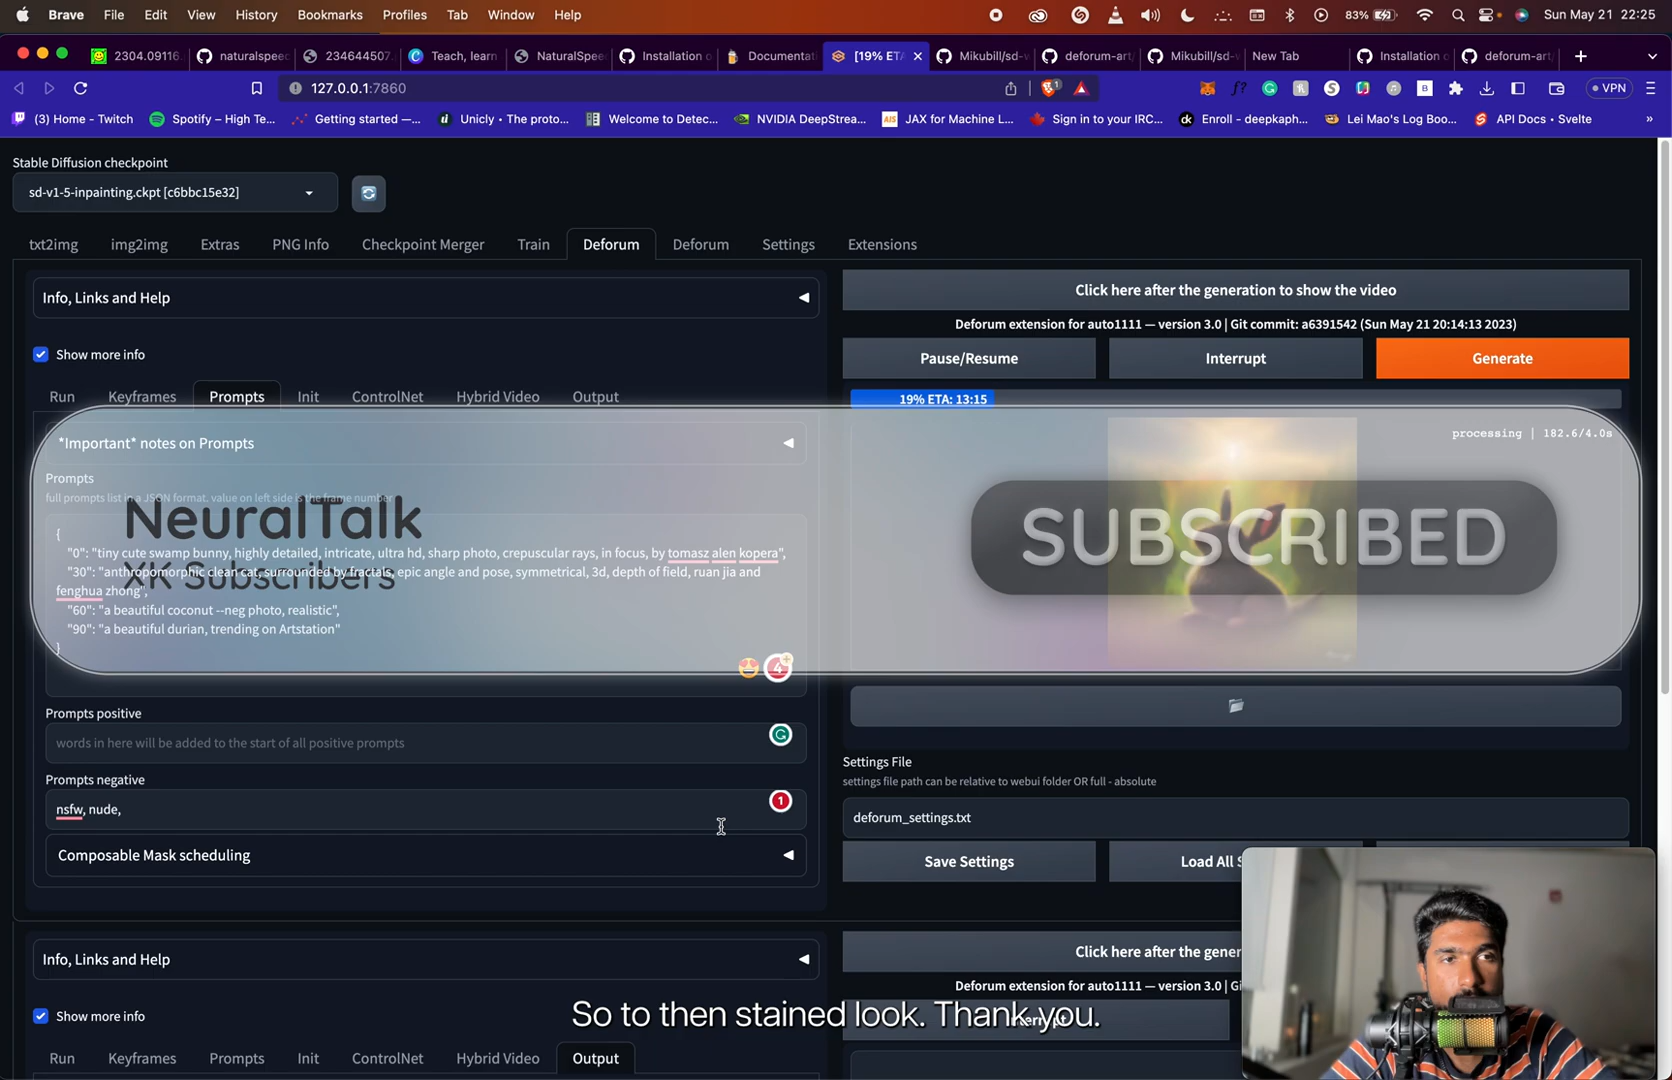 Brave File Edit View History Bookmarks Profiles Tab Window Help 83% Sun May 21 22:25
2304.09116. naturalspee 234644507. Teach, learn NaturalSpee Installation o Documentati [19% ETA: Mikubill/sd-w deforum-art/ Mikubill/sd-w New Tab Installation o deforum-art/
127.0.0.1:7860 VPN
(3) Home - Twitch Spotify – High Te... Getting started —... Unicly • The proto... Welcome to Detec... NVIDIA DeepStrea... JAX for Machine L... Sign in to your IRC... Enroll - deepkaph... Lei Mao's Log Boo... API Docs • Svelte »
Stable Diffusion checkpoint
sd-v1-5-inpainting.ckpt [c6bbc15e32]
txt2img img2img Extras PNG Info Checkpoint Merger Train Deforum Deforum Settings Extensions
Info, Links and Help
Click here after the generation to show the video
Deforum extension for auto1111 — version 3.0 | Git commit: a6391542 (Sun May 21 20:14:13 2023)
Show more info
Pause/Resume Interrupt Generate
Run Keyframes Prompts Init ControlNet Hybrid Video Output
19% ETA: 13:15
*Important* notes on Prompts
processing | 182.6/4.0s
Prompts
full prompts list in a JSON format. value on left side is the frame number
NeuralTalk
XK Subscribers
SUBSCRIBED
{
"0": "tiny cute swamp bunny, highly detailed, intricate, ultra hd, sharp photo, crepuscular rays, in focus, by tomasz alen kopera",
"30": "anthropomorphic clean cat, surrounded by fractals, epic angle and pose, symmetrical, 3d, depth of field, ruan jia and
fenghua zhong",
"60": "a beautiful coconut --neg photo, realistic",
"90": "a beautiful durian, trending on Artstation"
}
4
Prompts positive
words in here will be added to the start of all positive prompts
Prompts negative
nsfw, nude,
1
Composable Mask scheduling
Settings File
settings file path can be relative to webui folder OR full - absolute
deforum_settings.txt
Save Settings Load All S
Info, Links and Help
Click here after the gener
Deforum extension for auto1111 — version 3.0 | Gi
Show more info
So to then stained look. Thank you.
Run Keyframes Prompts Init ControlNet Hybrid Video Output